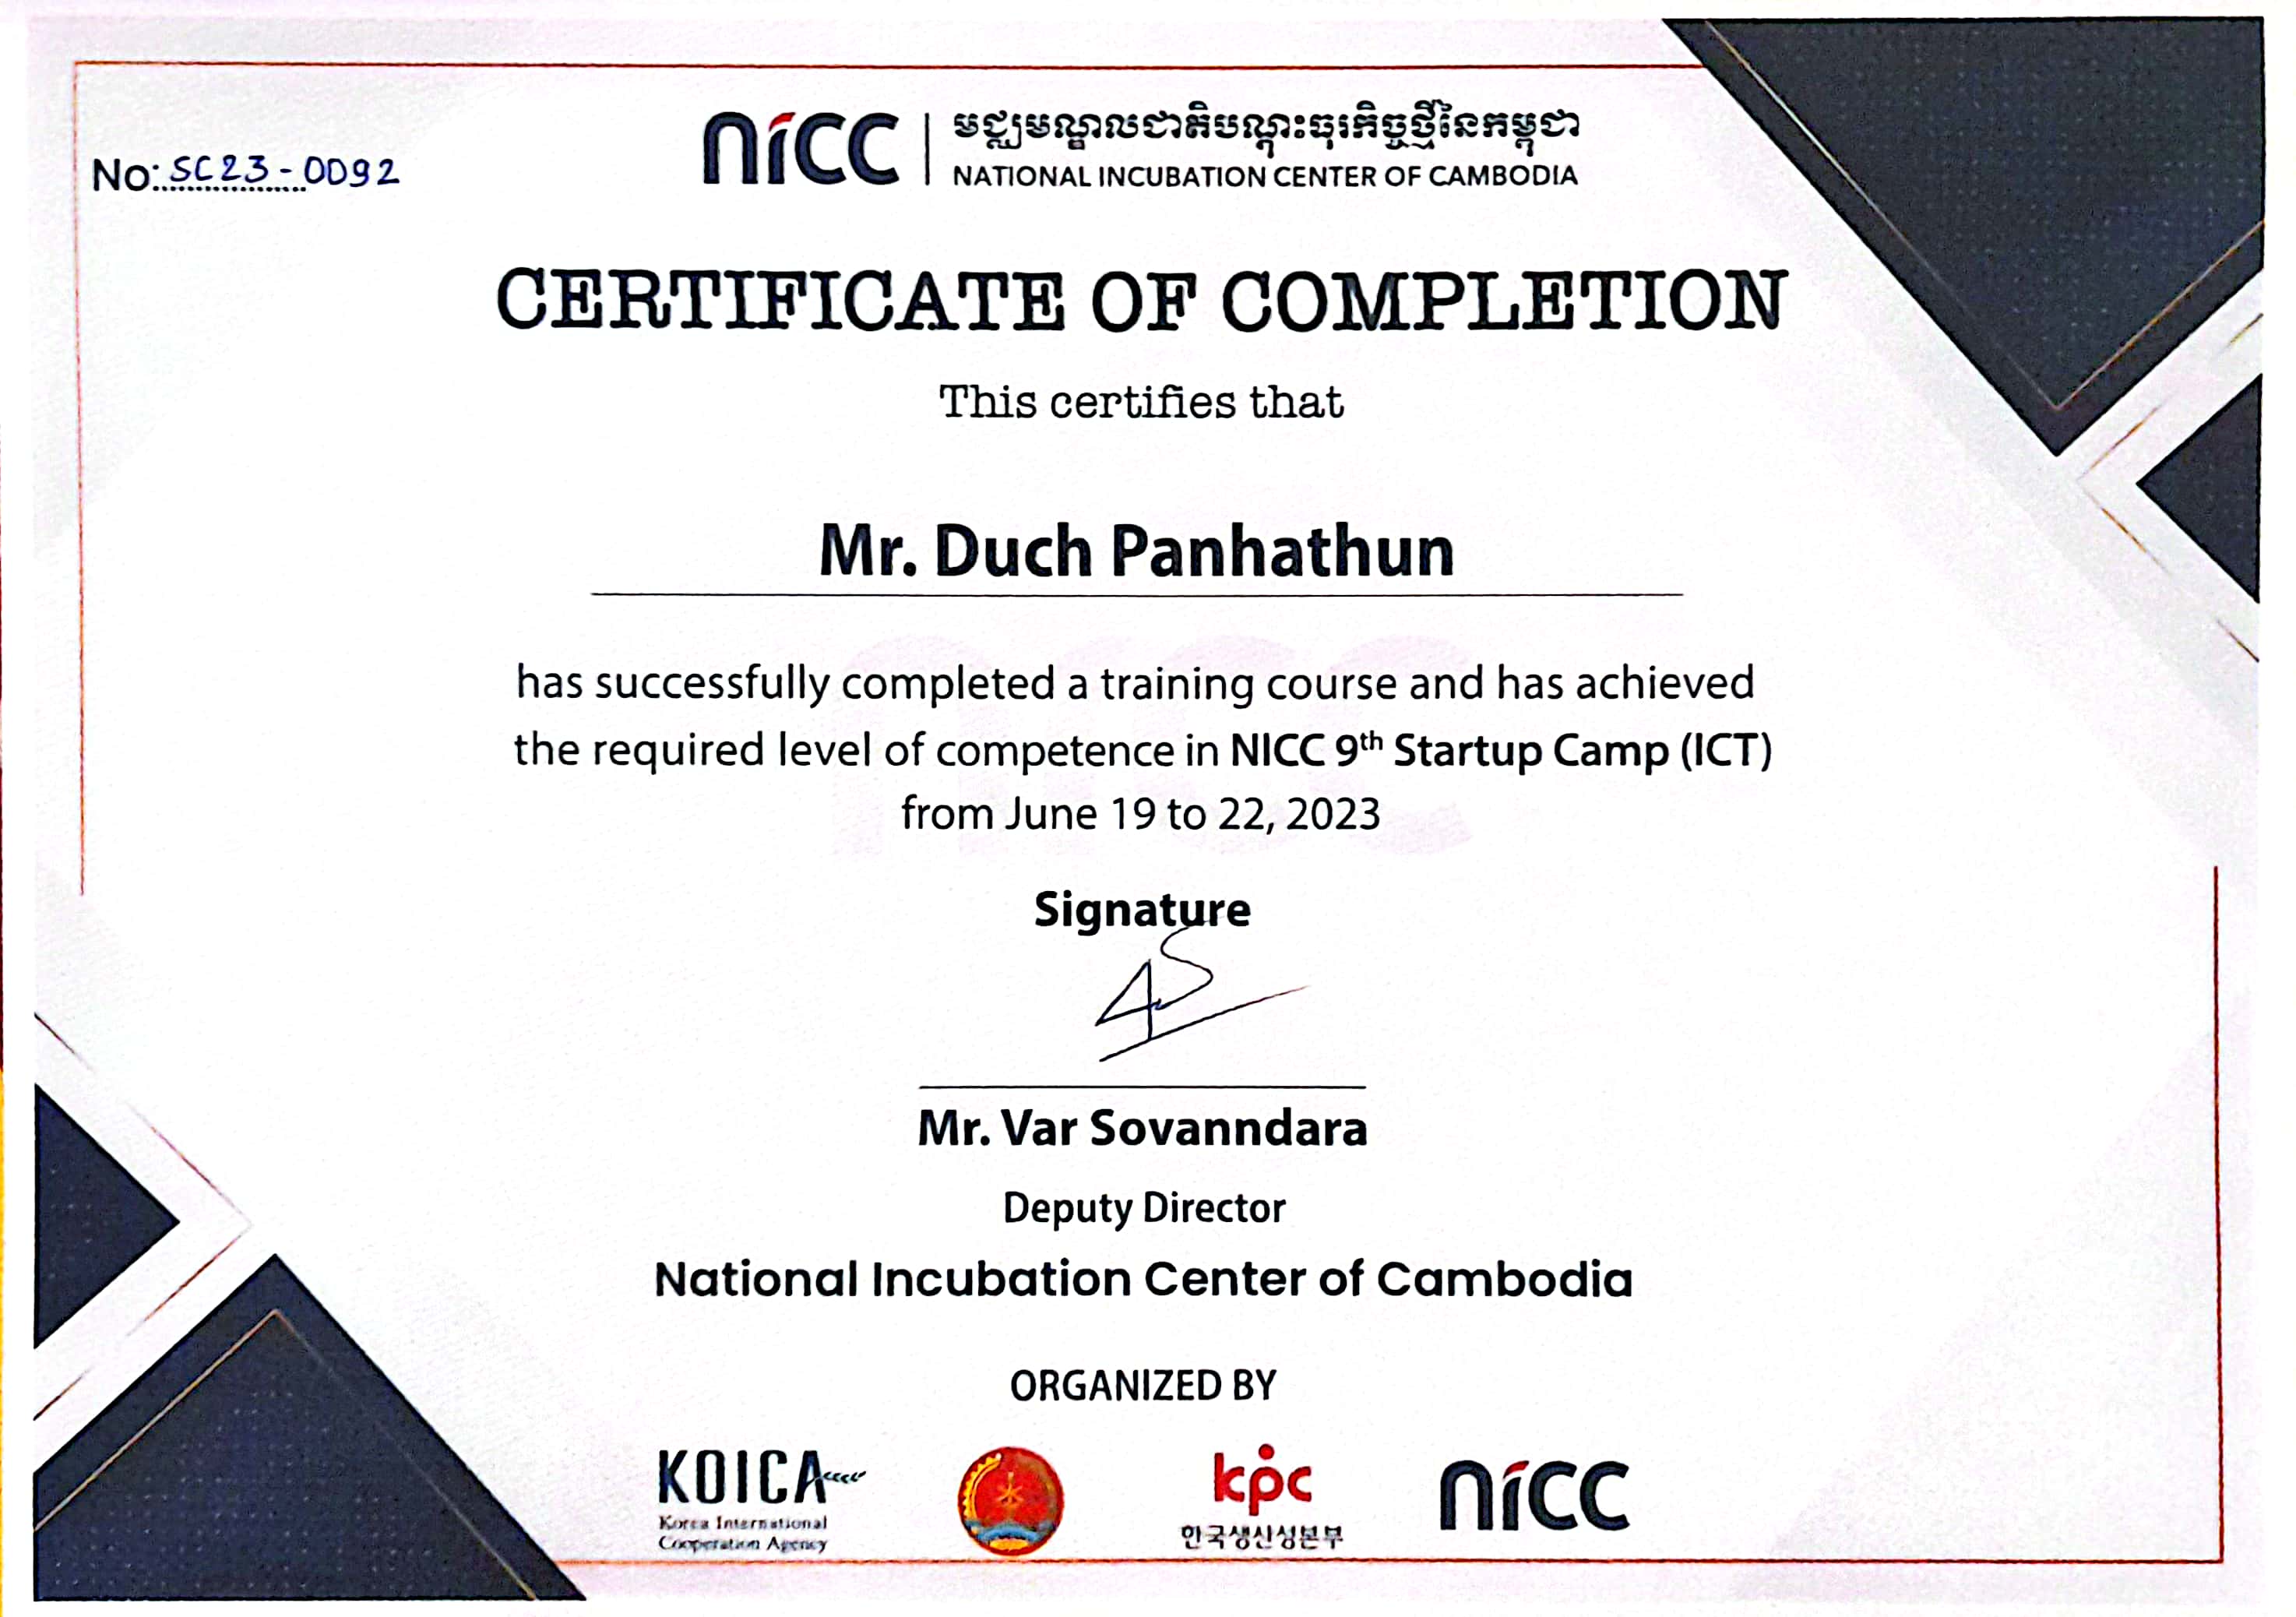 No: SC23-0092
nicc
មជ្ឈមណ្ឌលជាតិបណ្តុះធុរកិច្ចថ្មីនៃកម្ពុជា
NATIONAL INCUBATION CENTER OF CAMBODIA
CERTIFICATE OF COMPLETION
This certifies that
Mr. Duch Panhathun
has successfully completed a training course and has achieved
the required level of competence in NICC 9th Startup Camp (ICT)
from June 19 to 22, 2023
Signature
Mr. Var Sovanndara
Deputy Director
National Incubation Center of Cambodia
ORGANIZED BY
KOICA
Korea International
Cooperation Agency
kpc
한국생산성본부
nicc